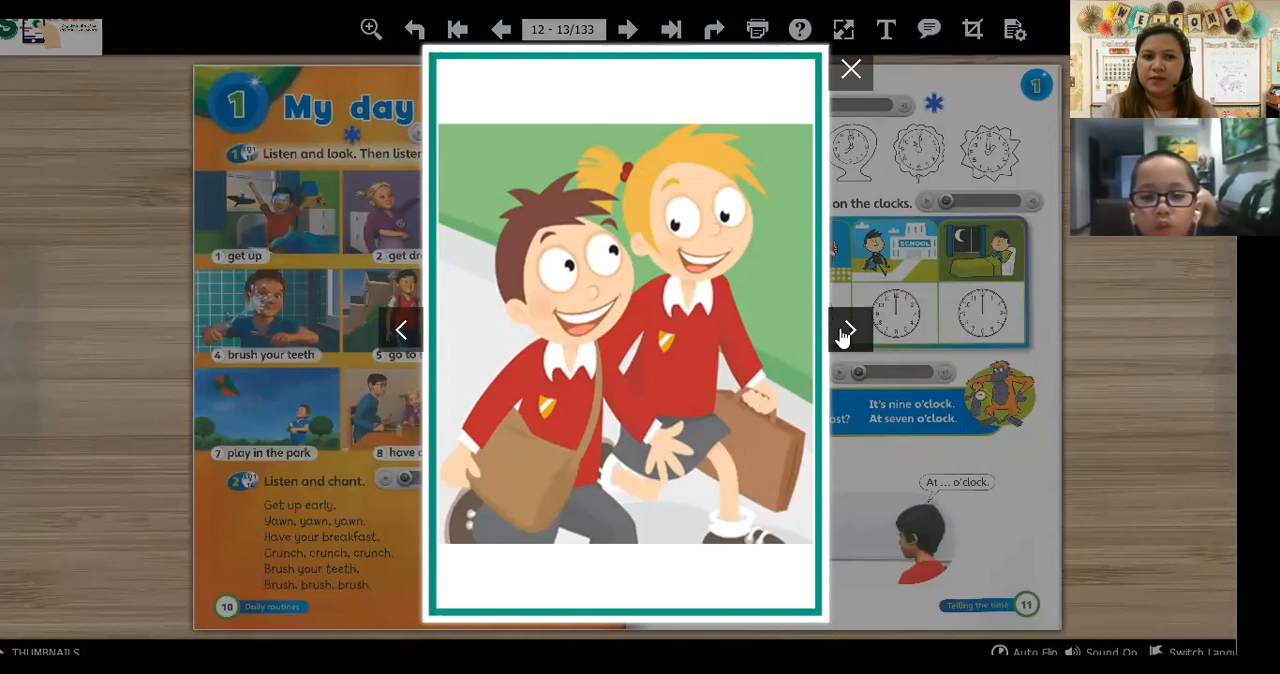 12 - 13/133
WELCOME
1
My day
1
1 Listen and look. Then listen
1 get up
2 get dr
4 brush your teeth
5 go to s
7 play in the park
8 have
2 Listen and chant.
Get up early,
Yawn, yawn, yawn.
Have your breakfast,
Crunch, crunch, crunch.
Brush your teeth,
Brush, brush, brush.
10 Daily routines
on the clocks.
SCHOOL
It's nine o'clock.
ast? At seven o'clock.
At ... o'clock.
Telling the time 11
THUMBNAILS
Auto Flip
Sound On
Switch Langu